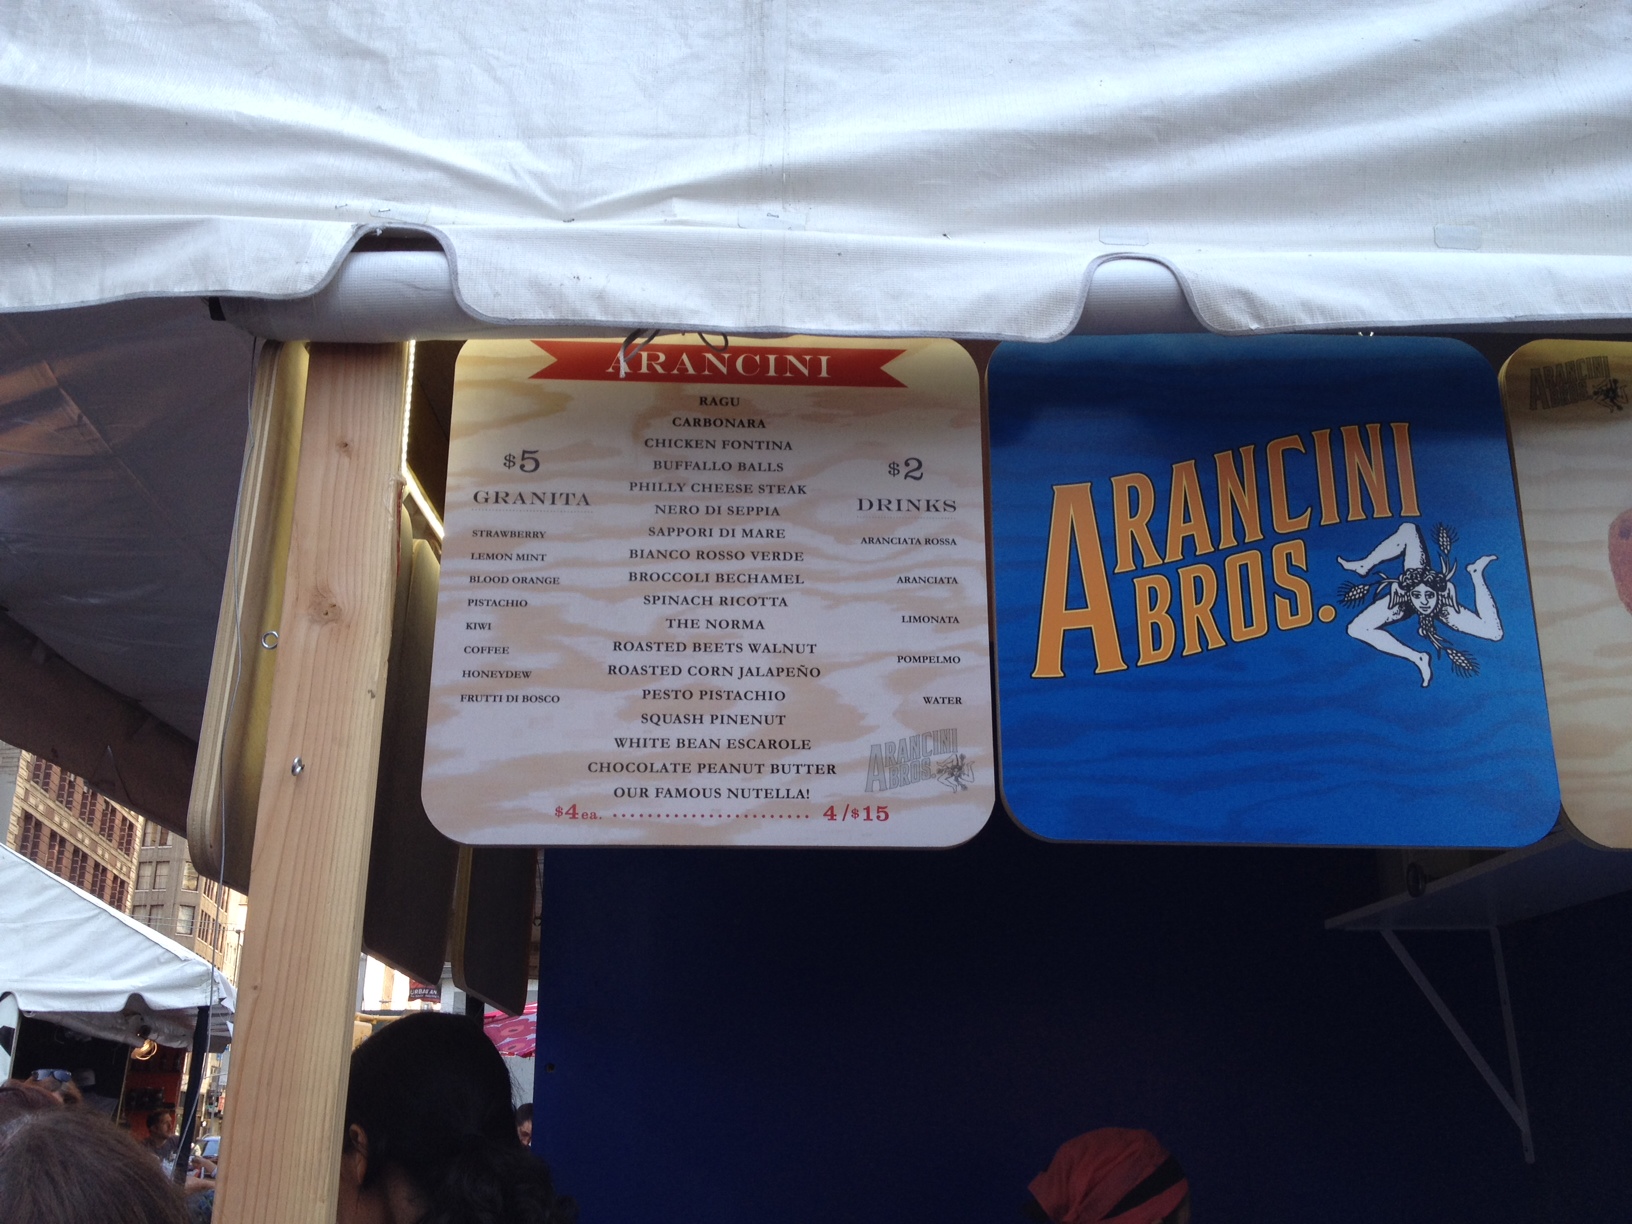 ARANCINI
RAGU
CARBONARA
CHICKEN FONTINA
BUFFALLO BALLS
PHILLY CHEESE STEAK
NERO DI SEPPIA
SAPPORI DI MARE
BIANCO ROSSO VERDE
BROCCOLI BECHAMEL
SPINACH RICOTTA
THE NORMA
ROASTED BEETS WALNUT
ROASTED CORN JALAPEÑO
PESTO PISTACHIO
SQUASH PINENUT
WHITE BEAN ESCAROLE
CHOCOLATE PEANUT BUTTER
OUR FAMOUS NUTELLA!
$4ea. ........................ 4/$15
$5
GRANITA
STRAWBERRY
LEMON MINT
BLOOD ORANGE
PISTACHIO
KIWI
COFFEE
HONEYDEW
FRUTTI DI BOSCO
$2
DRINKS
ARANCIATA ROSSA
ARANCIATA
LIMONATA
POMPELMO
WATER
ARANCINI
BROS.
ARANCINI
BROS.
ARANCINI
BROS.